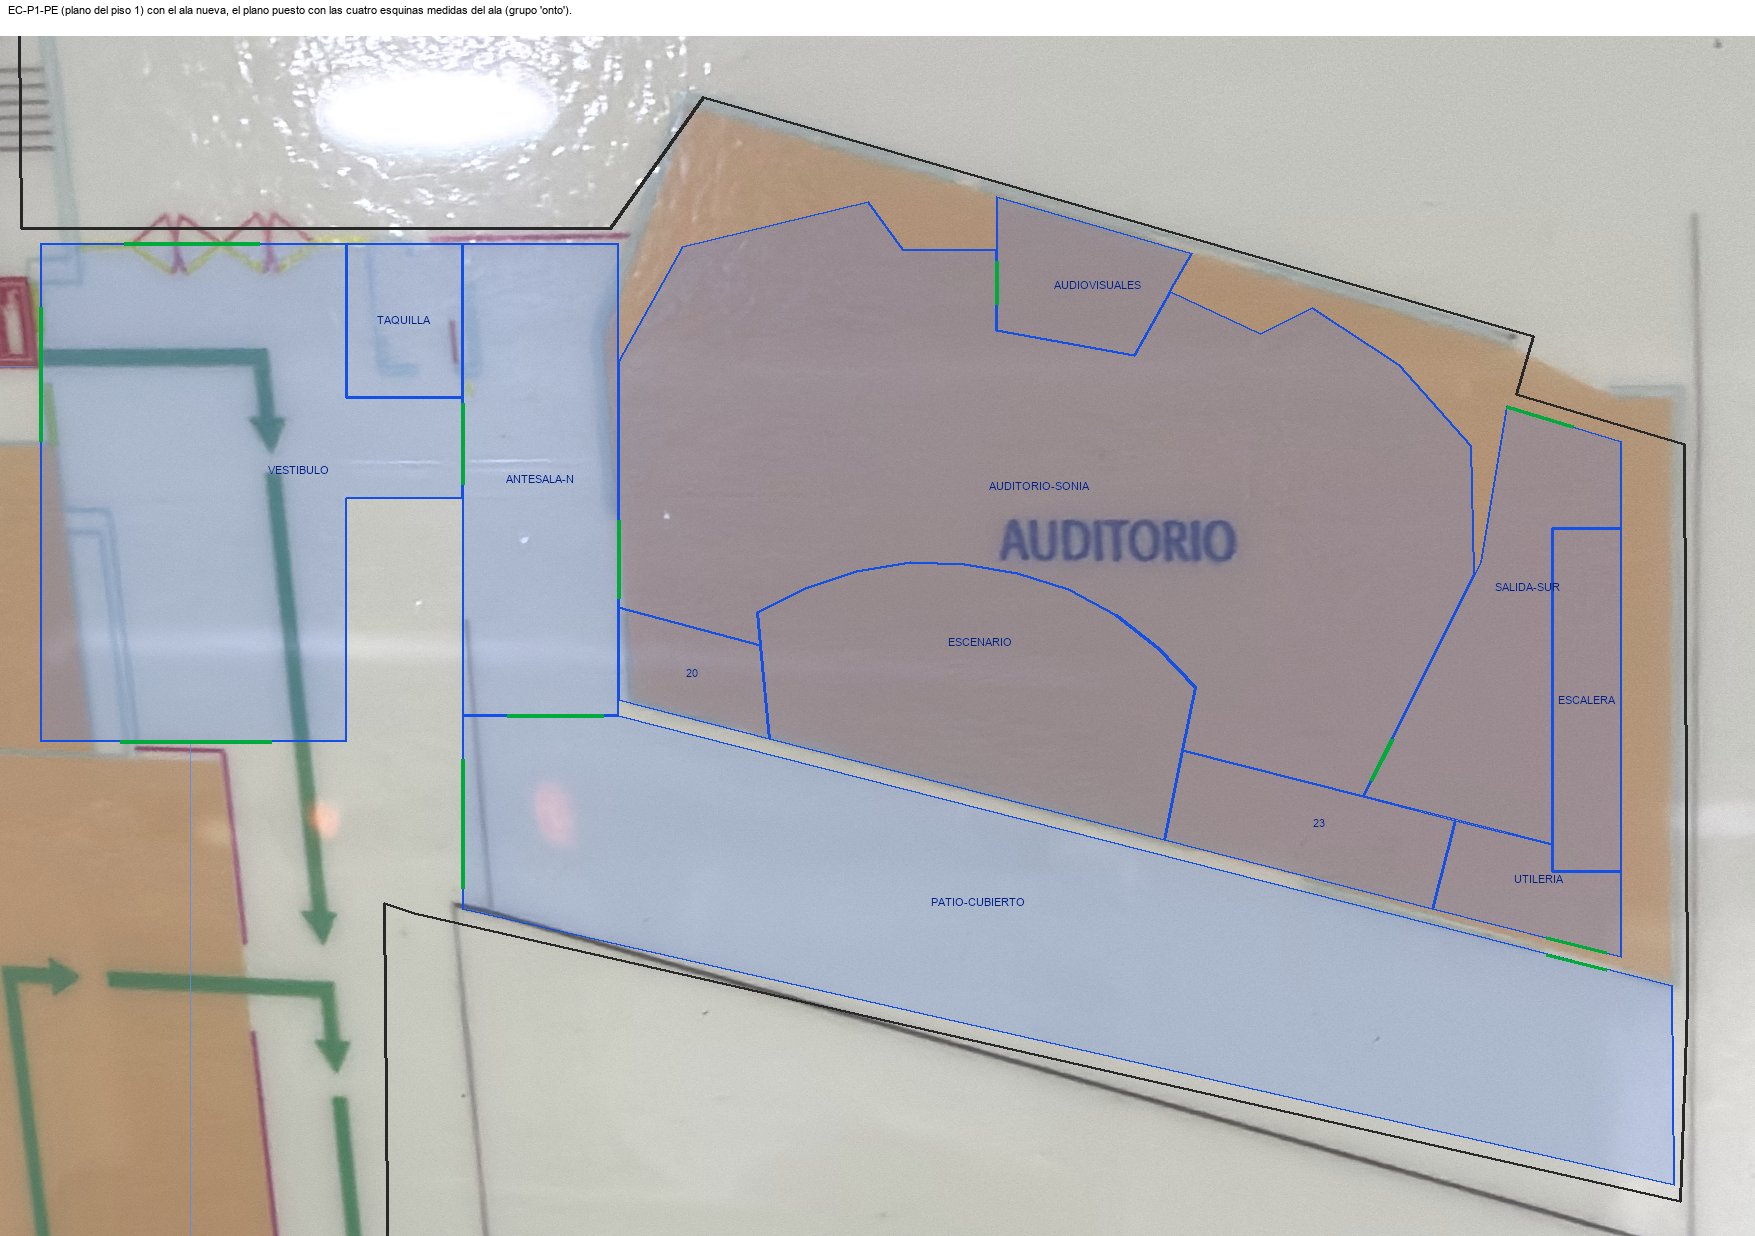 EC-P1-PE (plano del piso 1) con el ala nueva, el plano puesto con las cuatro esquinas medidas del ala (grupo 'onto').
AUDIOVISUALES
TAQUILLA
VESTIBULO
ANTESALA-N
AUDITORIO-SONIA
AUDITORIO
SALIDA-SUR
ESCENARIO
20
ESCALERA
23
UTILERIA
PATIO-CUBIERTO